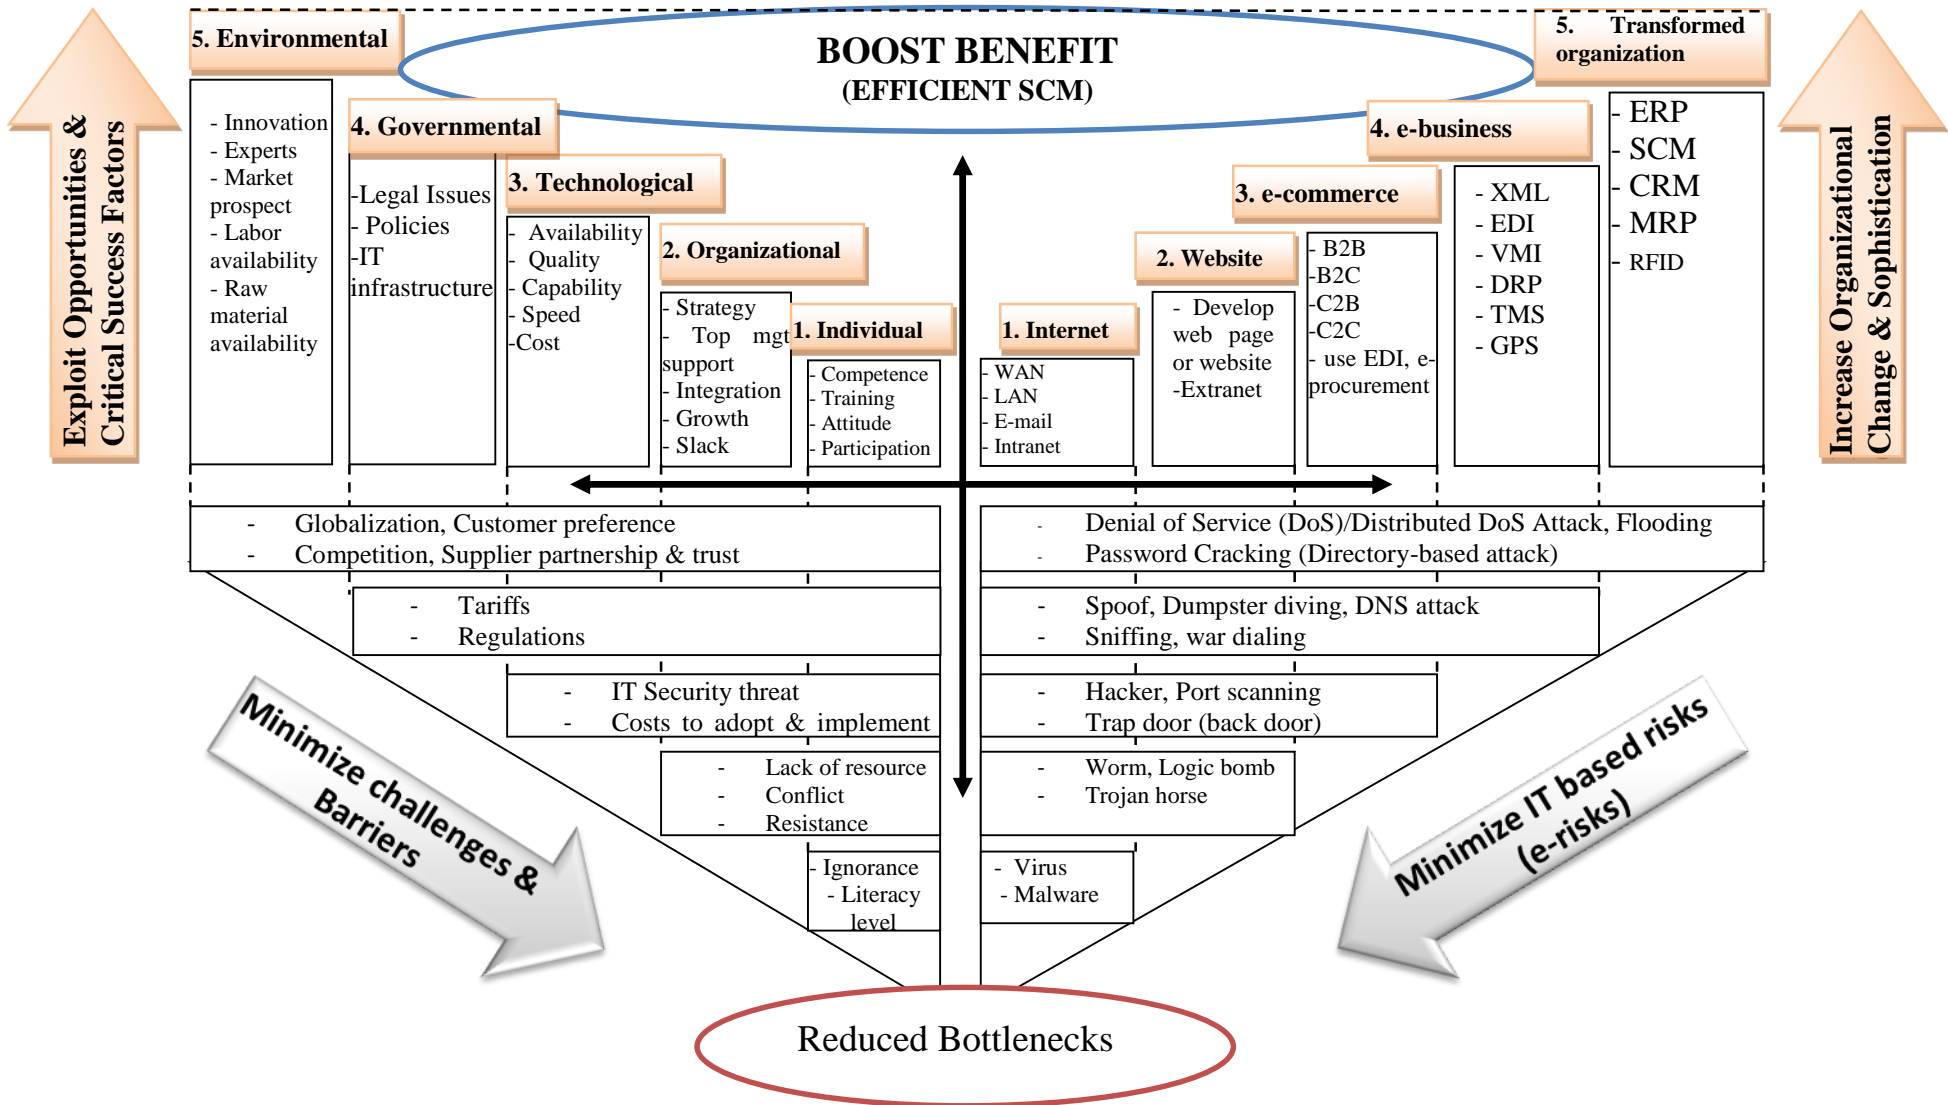 BOOST BENEFIT
(EFFICIENT SCM)
Exploit Opportunities &
Critical Success Factors
5. Environmental
- Innovation
- Experts
- Market
prospect
- Labor
availability
- Raw
material
availability
4. Governmental
-Legal Issues
- Policies
-IT
infrastructure
3. Technological
- Availability
- Quality
- Capability
- Speed
-Cost
2. Organizational
- Strategy
- Top mgt
support
- Integration
- Growth
- Slack
1. Individual
- Competence
- Training
- Attitude
- Participation
1. Internet
- WAN
- LAN
- E-mail
- Intranet
2. Website
- Develop
web page
or website
-Extranet
3. e-commerce
- B2B
-B2C
-C2B
-C2C
- use EDI, e-
procurement
4. e-business
- XML
- EDI
- VMI
- DRP
- TMS
- GPS
5. Transformed
organization
- ERP
- SCM
- CRM
- MRP
- RFID
Increase Organizational
Change & Sophistication
- Globalization, Customer preference
- Competition, Supplier partnership & trust
- Denial of Service (DoS)/Distributed DoS Attack, Flooding
- Password Cracking (Directory-based attack)
- Tariffs
- Regulations
- Spoof, Dumpster diving, DNS attack
- Sniffing, war dialing
- IT Security threat
- Costs to adopt & implement
- Hacker, Port scanning
- Trap door (back door)
- Lack of resource
- Conflict
- Resistance
- Worm, Logic bomb
- Trojan horse
- Ignorance
- Literacy
level
- Virus
- Malware
Minimize challenges &
Barriers
Minimize IT based risks
(e-risks)
Reduced Bottlenecks